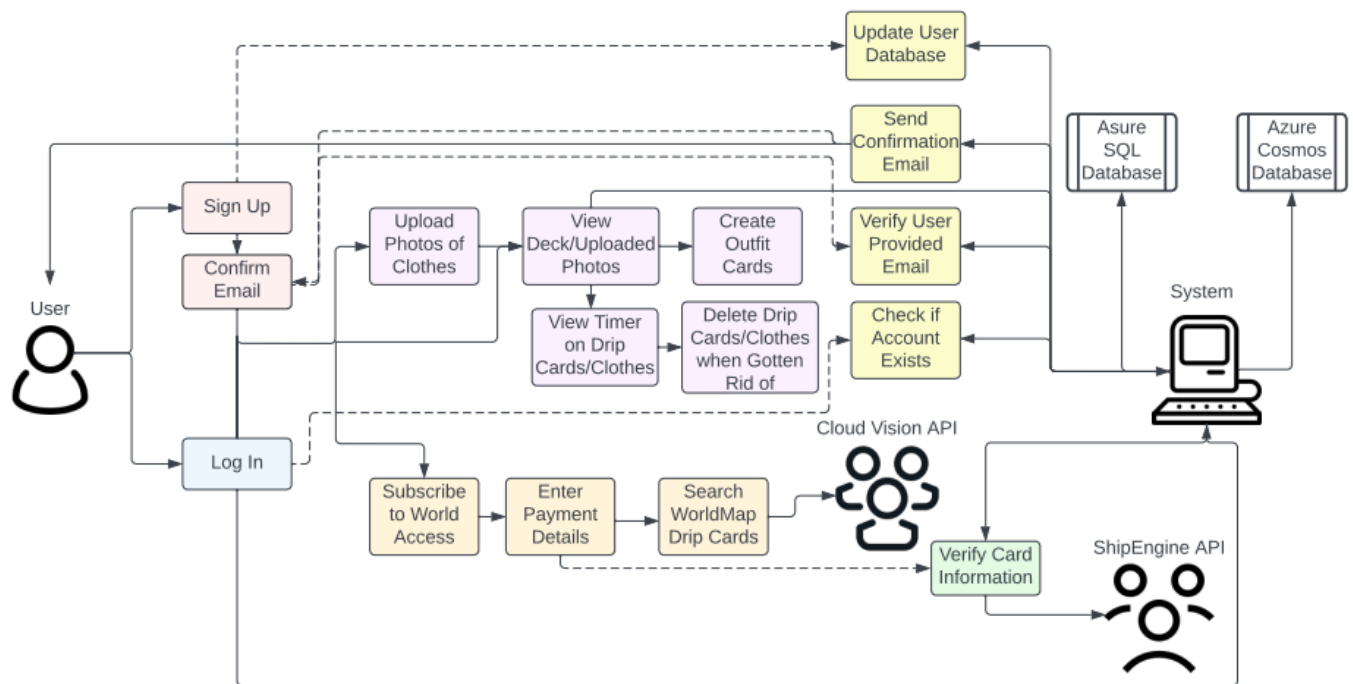 Update User
Database
Send
Confirmation
Email
Asure
SQL
Database
Azure
Cosmos
Database
Sign Up
Upload
Photos of
Clothes
View
Deck/Uploaded
Photos
Create
Outfit
Cards
Verify User
Provided
Email
Confirm
Email
User
System
View Timer
on Drip
Cards/Clothes
Delete Drip
Cards/Clothes
when Gotten
Rid of
Check if
Account
Exists
Log In
Cloud Vision API
Subscribe
to World
Access
Enter
Payment
Details
Search
WorldMap
Drip Cards
Verify Card
Information
ShipEngine API